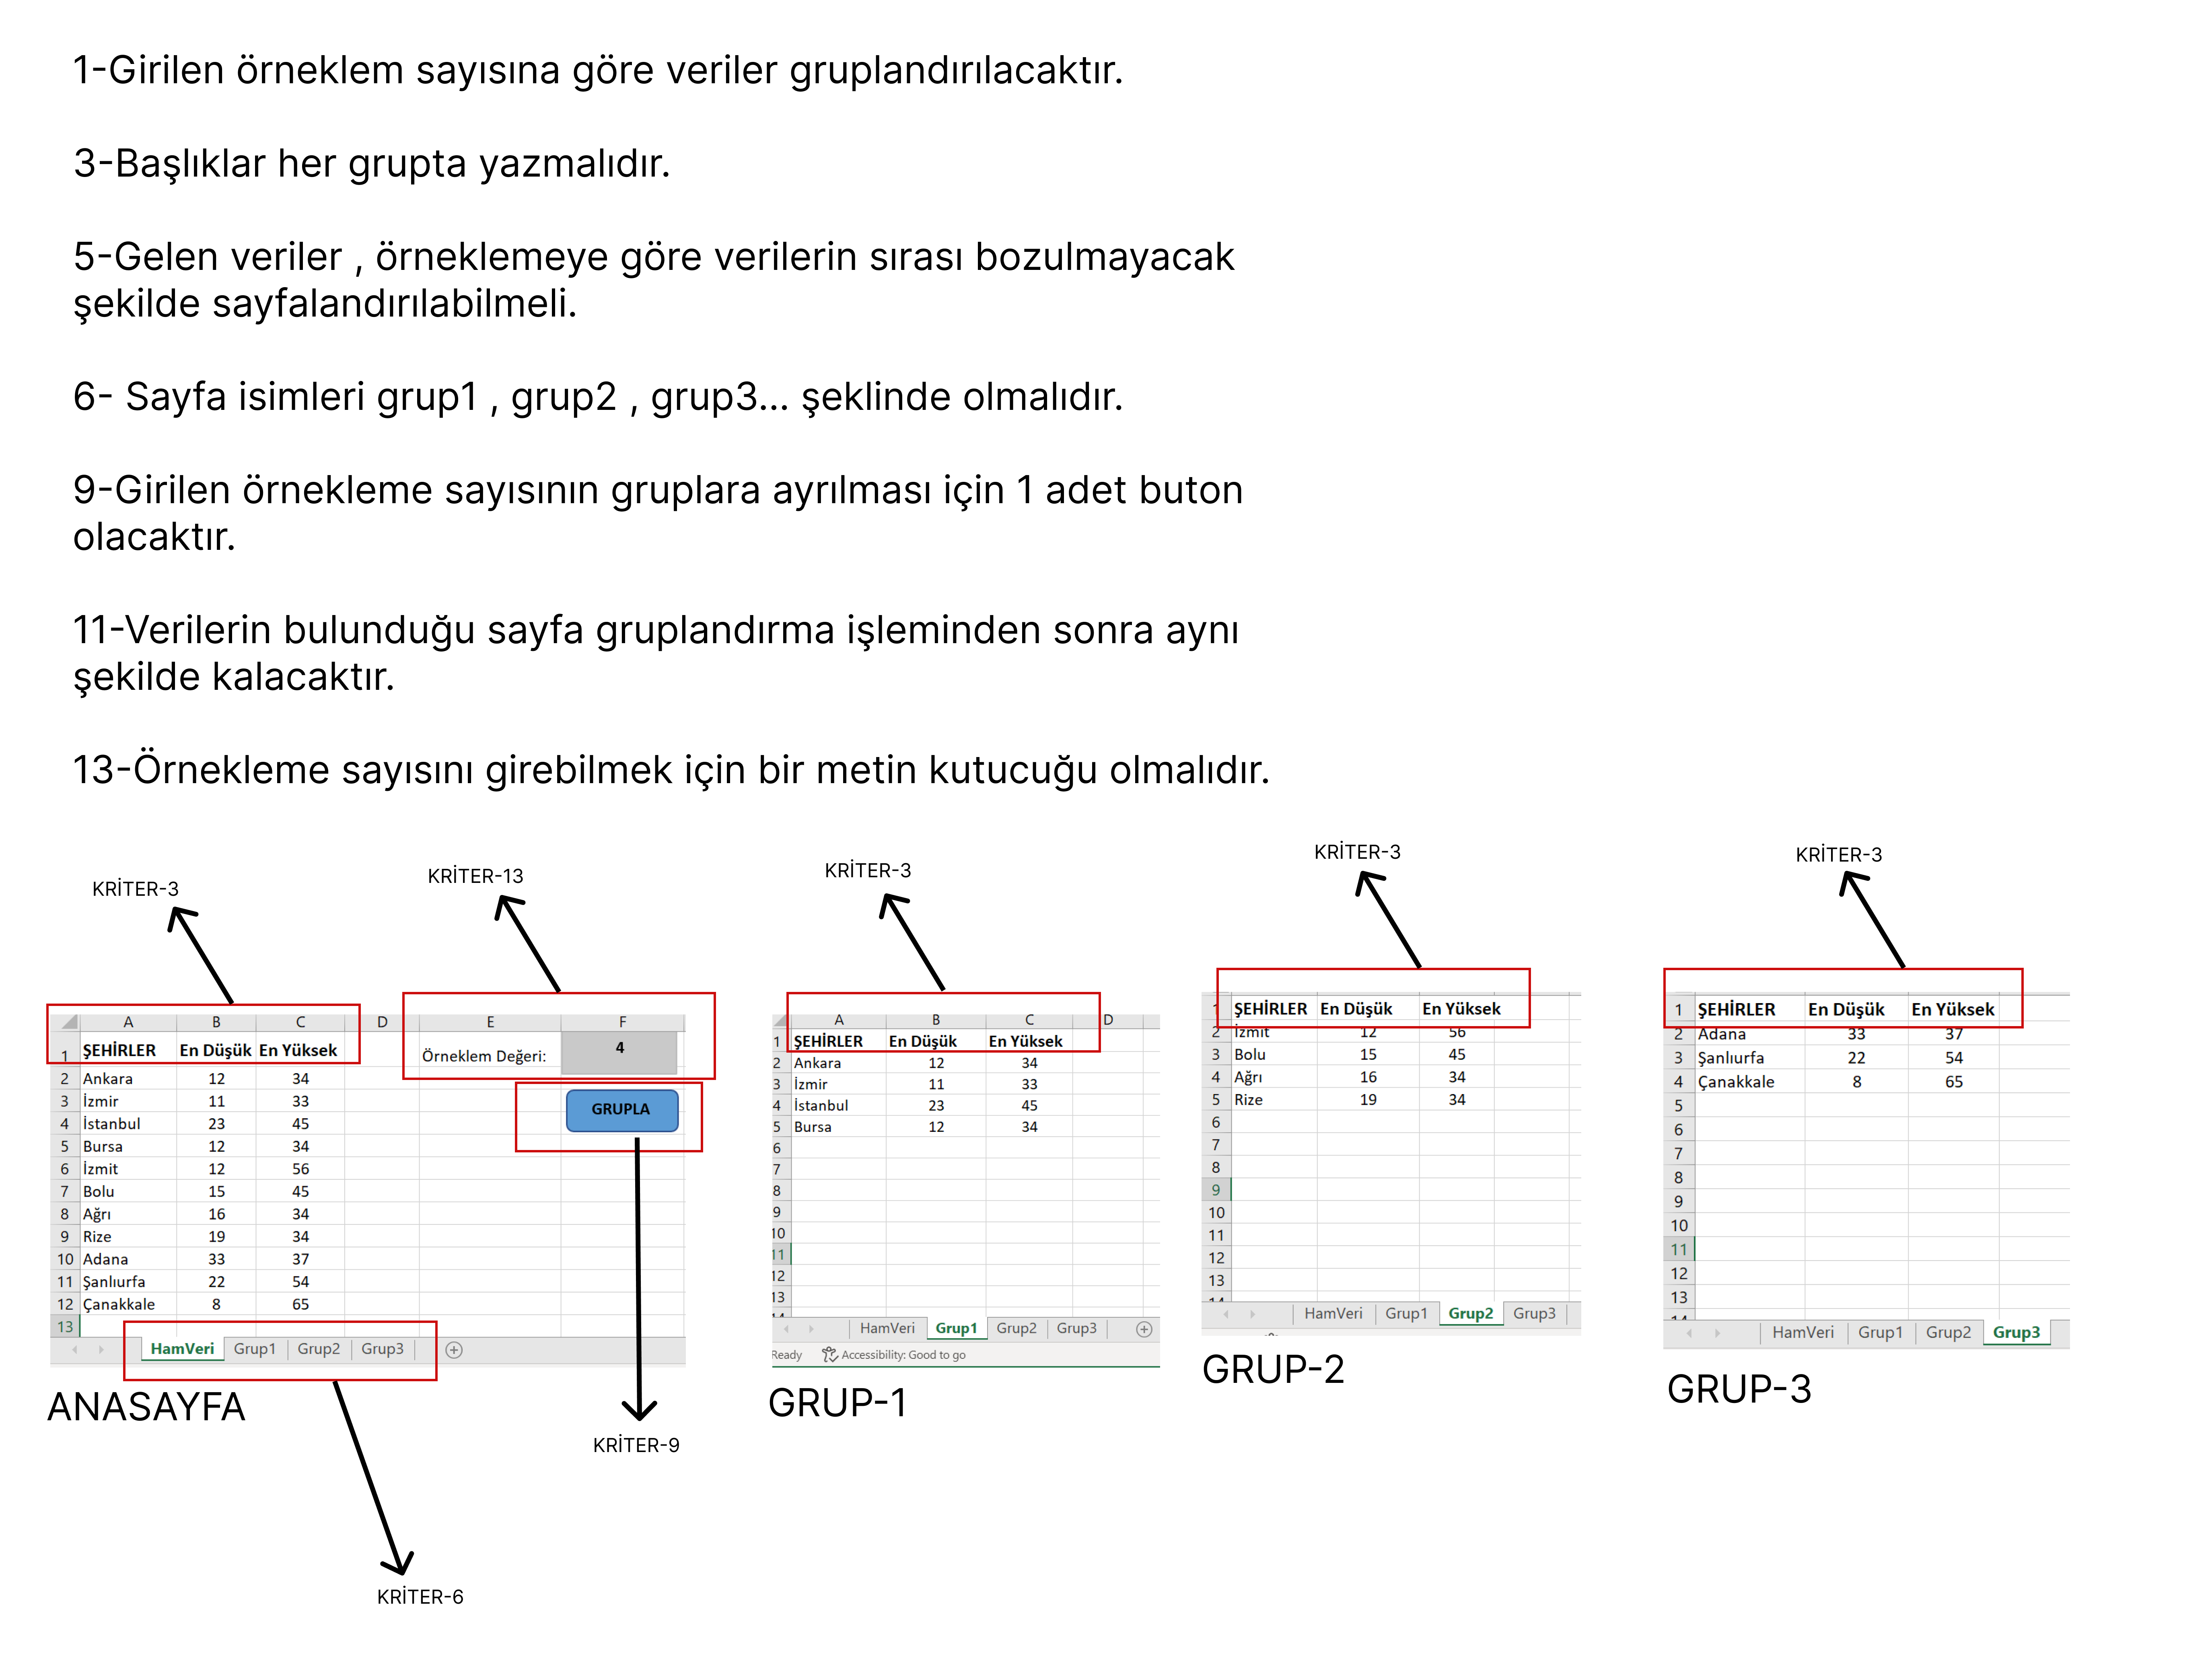 1-Girilen örneklem sayısına göre veriler gruplandırılacaktır.
3-Başlıklar her grupta yazmalıdır.
5-Gelen veriler , örneklemeye göre verilerin sırası bozulmayacak
şekilde sayfalandırılabilmeli.
6- Sayfa isimleri grup1 , grup2 , grup3... şeklinde olmalıdır.
9-Girilen örnekleme sayısının gruplara ayrılması için 1 adet buton
olacaktır.
11-Verilerin bulunduğu sayfa gruplandırma işleminden sonra aynı
şekilde kalacaktır.
13-Örnekleme sayısını girebilmek için bir metin kutucuğu olmalıdır.
KRİTER-3
KRİTER-13
KRİTER-3
KRİTER-3
KRİTER-3
A B C D E F
1 ŞEHİRLER En Düşük En Yüksek Örneklem Değeri: 4
2 Ankara 12 34
GRUPLA
3 İzmir 11 33
4 İstanbul 23 45
5 Bursa 12 34
6 İzmit 12 56
7 Bolu 15 45
8 Ağrı 16 34
9 Rize 19 34
10 Adana 33 37
11 Şanlıurfa 22 54
12 Çanakkale 8 65
13
HamVeri Grup1 Grup2 Grup3
ANASAYFA
KRİTER-9
KRİTER-6
A B C D
1 ŞEHİRLER En Düşük En Yüksek
2 Ankara 12 34
3 İzmir 11 33
4 İstanbul 23 45
5 Bursa 12 34
6
7
8
9
10
11
12
13
14
HamVeri Grup1 Grup2 Grup3
Ready Accessibility: Good to go
GRUP-1
1 ŞEHİRLER En Düşük En Yüksek
2 İzmit 12 56
3 Bolu 15 45
4 Ağrı 16 34
5 Rize 19 34
6
7
8
9
10
11
12
13
14
HamVeri Grup1 Grup2 Grup3
GRUP-2
1 ŞEHİRLER En Düşük En Yüksek
2 Adana 33 37
3 Şanlıurfa 22 54
4 Çanakkale 8 65
5
6
7
8
9
10
11
12
13
14
HamVeri Grup1 Grup2 Grup3
GRUP-3